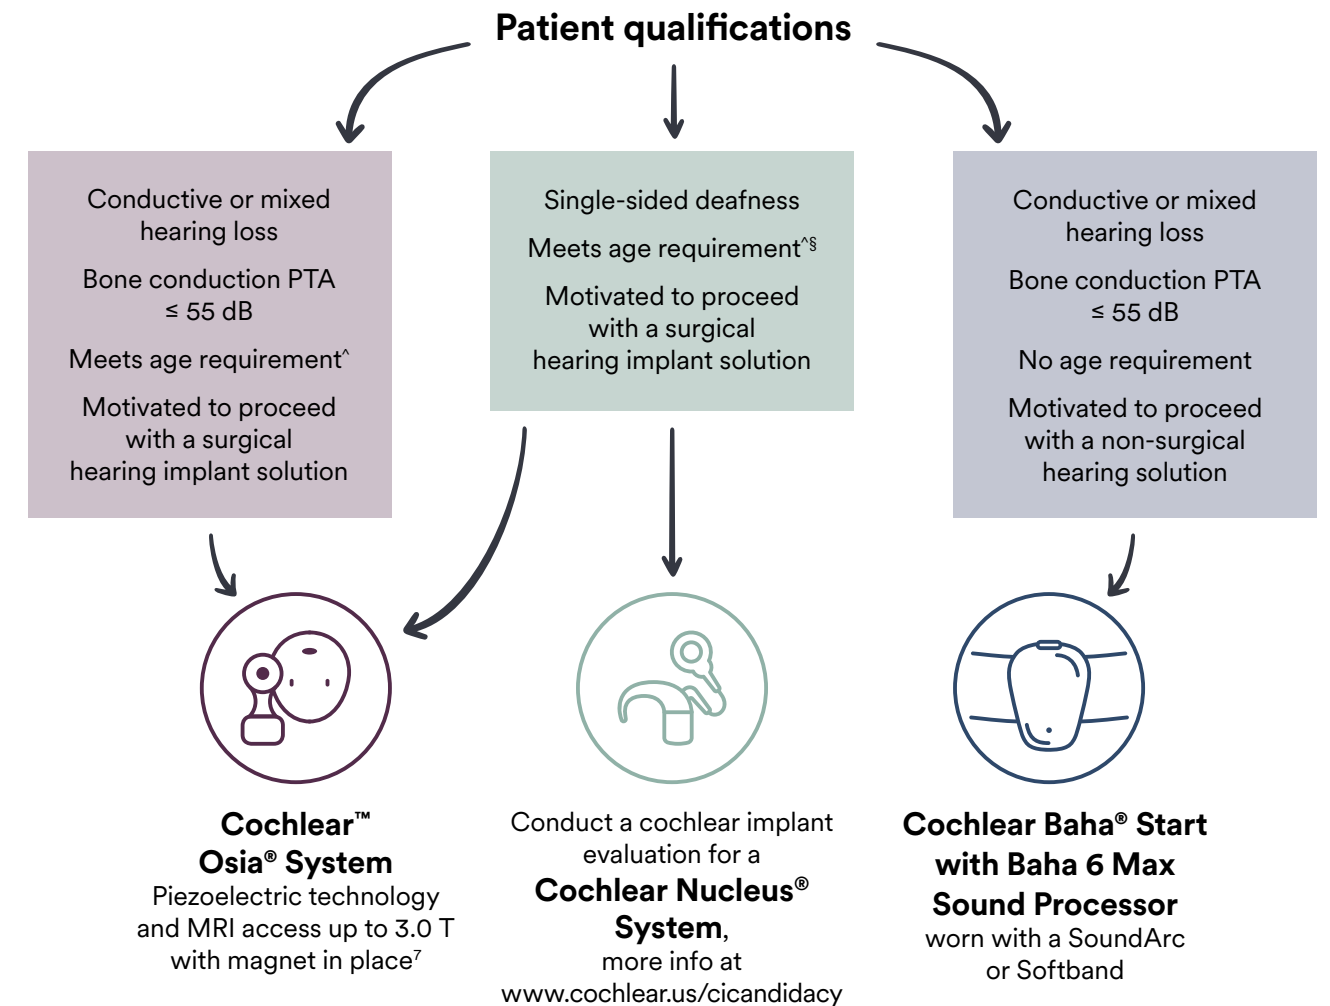 Patient qualifications
Conductive or mixed
hearing loss
Bone conduction PTA
≤ 55 dB
Meets age requirement^
Motivated to proceed
with a surgical
hearing implant solution
Single-sided deafness
Meets age requirement^§
Motivated to proceed
with a surgical
hearing implant solution
Conductive or mixed
hearing loss
Bone conduction PTA
≤ 55 dB
No age requirement
Motivated to proceed
with a non-surgical
hearing solution
Cochlear™
Osia® System
Piezoelectric technology
and MRI access up to 3.0 T
with magnet in place⁷
Conduct a cochlear implant
evaluation for a
Cochlear Nucleus®
System,
more info at
www.cochlear.us/cicandidacy
Cochlear Baha® Start
with Baha 6 Max
Sound Processor
worn with a SoundArc
or Softband